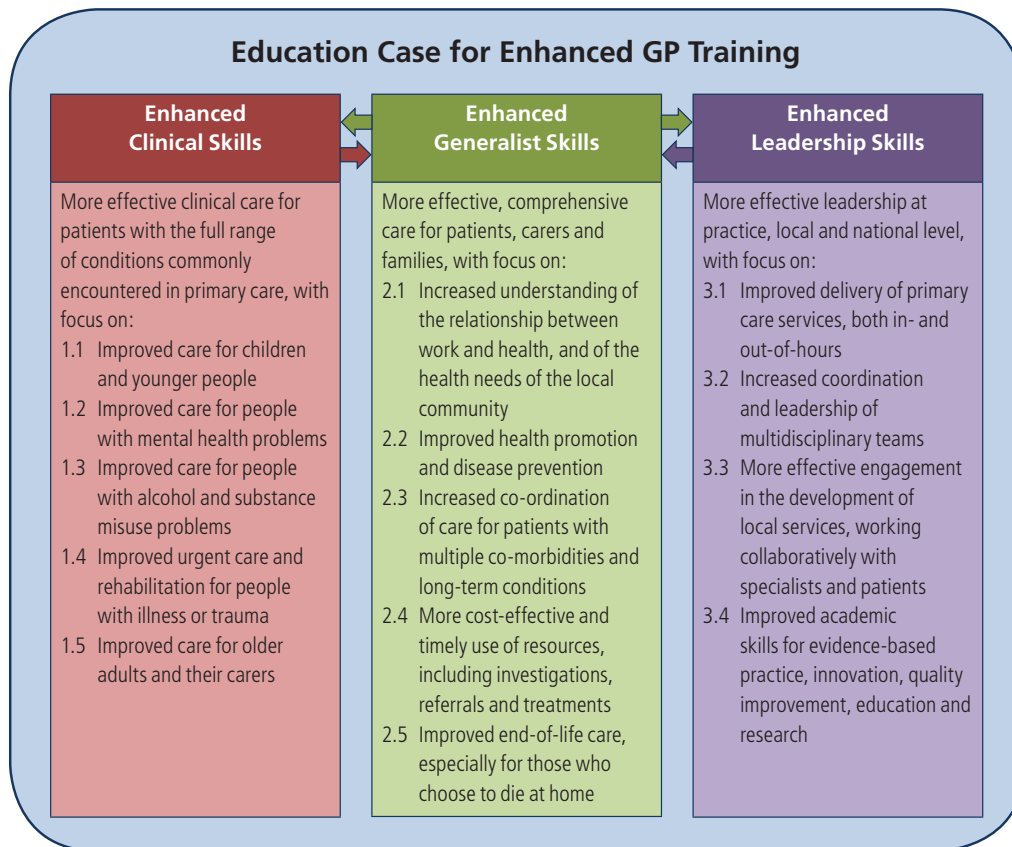 Education Case for Enhanced GP Training
Enhanced
Clinical Skills
More effective clinical care for
patients with the full range
of conditions commonly
encountered in primary care, with
focus on:
1.1 Improved care for children
and younger people
1.2 Improved care for people
with mental health problems
1.3 Improved care for people
with alcohol and substance
misuse problems
1.4 Improved urgent care and
rehabilitation for people
with illness or trauma
1.5 Improved care for older
adults and their carers
Enhanced
Generalist Skills
More effective, comprehensive
care for patients, carers and
families, with focus on:
2.1 Increased understanding of
the relationship between
work and health, and of the
health needs of the local
community
2.2 Improved health promotion
and disease prevention
2.3 Increased co-ordination
of care for patients with
multiple co-morbidities and
long-term conditions
2.4 More cost-effective and
timely use of resources,
including investigations,
referrals and treatments
2.5 Improved end-of-life care,
especially for those who
choose to die at home
Enhanced
Leadership Skills
More effective leadership at
practice, local and national level,
with focus on:
3.1 Improved delivery of primary
care services, both in- and
out-of-hours
3.2 Increased coordination
and leadership of
multidisciplinary teams
3.3 More effective engagement
in the development of
local services, working
collaboratively with
specialists and patients
3.4 Improved academic
skills for evidence-based
practice, innovation, quality
improvement, education and
research